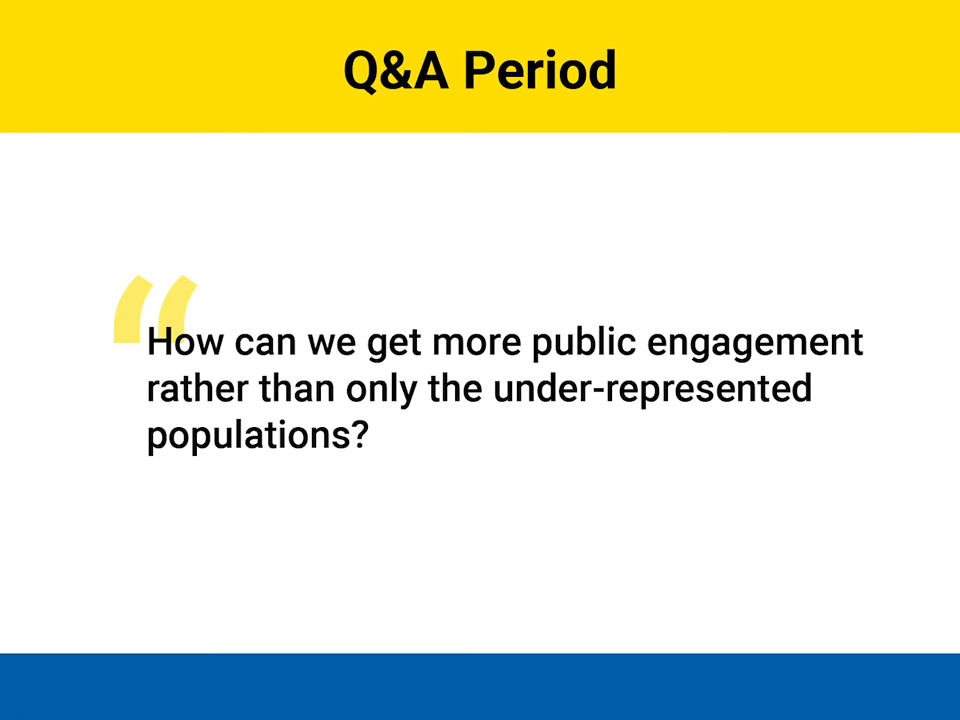 Q&A Period
“
How can we get more public engagement
rather than only the under-represented
populations?